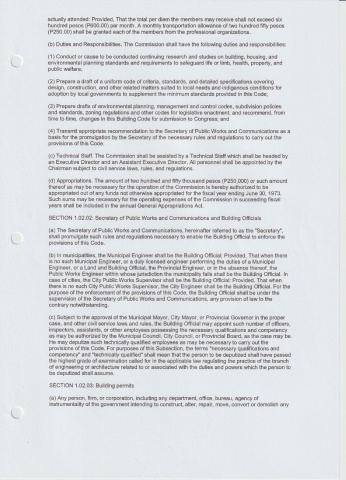 actually attended: Provided, That the total per diem the members may receive shall not exceed six
hundred pesos (P600.00) per month. A monthly transportation allowance of two hundred fifty pesos
(P250.00) shall be granted each of the members from the professional organizations.
(b) Duties and Responsibilities. The Commission shall have the following duties and responsibilities:
(1) Conduct or cause to be conducted continuing research and studies on building, housing, and
environmental planning standards and requirements to safeguard life or limb, health, property, and
public welfare;
(2) Prepare a draft of a uniform code of criteria, standards, and detailed specifications covering
design, construction, and other related matters suited to local needs and indigenous conditions for
adoption by local governments to supplement the minimum standards provided in this Code;
(3) Prepare drafts of environmental planning, management and control codes, subdivision policies
and standards, zoning regulations and other codes for legislative enactment; and recommend, from
time to time, changes in this Building Code for submission to Congress; and
(4) Transmit appropriate recommendation to the Secretary of Public Works and Communications as a
basis for the promulgation by the Secretary of the necessary rules and regulations to carry out the
provisions of this Code.
(c) Technical Staff. The Commission shall be assisted by a Technical Staff which shall be headed by
an Executive Director and an Assistant Executive Director. All personnel shall be appointed by the
Chairman subject to civil service laws, rules, and regulations.
(d) Appropriations. The amount of two hundred and fifty thousand pesos (P250,000) or such amount
thereof as may be necessary for the operation of the Commission is hereby authorized to be
appropriated out of any funds not otherwise appropriated for the fiscal year ending June 30, 1973.
Such sums may be necessary for the operating expenses of the Commission in succeeding fiscal
years shall be included in the annual General Appropriations Act.
SECTION 1.02.02: Secretary of Public Works and Communications and Building Officials
(a) The Secretary of Public Works and Communications, hereinafter referred to as the "Secretary",
shall promulgate such rules and regulations necessary to enable the Building Official to enforce the
provisions of this Code.
(b) In municipalities, the Municipal Engineer shall be the Building Official; Provided, That when there
is no such Municipal Engineer, or a duly licensed engineer performing the duties of a Municipal
Engineer, or a Land and Building Official, the Provincial Engineer, or in the absence thereof, the
Public Works Engineer within whose jurisdiction the municipality falls shall be the Building Official. In
case of cities, the City Public Works Supervisor shall be the Building Official: Provided, That when
there is no such City Public Works Supervisor, the City Engineer shall be the Building Official. For the
purpose of the enforcement of the provisions of this Code, the Building Official shall be under the
supervision of the Secretary of Public Works and Communications, any provision of law to the
contrary notwithstanding.
(c) Subject to the approval of the Municipal Mayor, City Mayor, or Provincial Governor in the proper
case, and other civil service laws and rules, the Building Official may appoint such number of officers,
inspectors, assistants, or other employees possessing the necessary qualifications and competency
as may be authorized by the Municipal Council, City Council, or Provincial Board, as the case may be.
He may deputize such technically qualified employees as may be necessary to carry out the
provisions of this Code. For purposes of this Subsection, the terms "necessary qualifications and
competency" and "technically qualified" shall mean that the person to be deputized shall have passed
the highest grade of examination called for in the applicable law regulating the practice of the branch
of engineering or architecture related to or associated with the duties and powers which the person to
be deputized shall assume.
SECTION 1.02.03: Building permits
(a) Any person, firm, or corporation, including any department, office, bureau, agency of
instrumentality of the government intending to construct, alter, repair, move, convert or demolish any